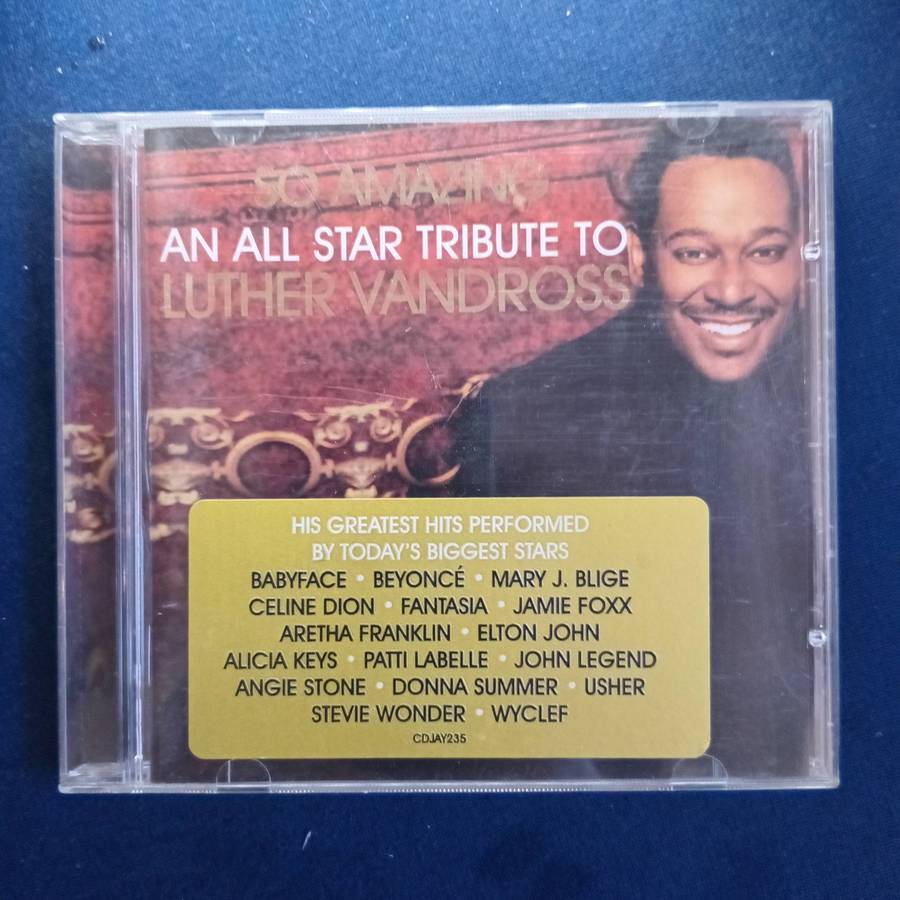 SO AMAZING
AN ALL STAR TRIBUTE TO
LUTHER VANDROSS
HIS GREATEST HITS PERFORMED
BY TODAY'S BIGGEST STARS
BABYFACE • BEYONCÉ • MARY J. BLIGE
CELINE DION • FANTASIA • JAMIE FOXX
ARETHA FRANKLIN • ELTON JOHN
ALICIA KEYS • PATTI LABELLE • JOHN LEGEND
ANGIE STONE • DONNA SUMMER • USHER
STEVIE WONDER • WYCLEF
CDJAY235